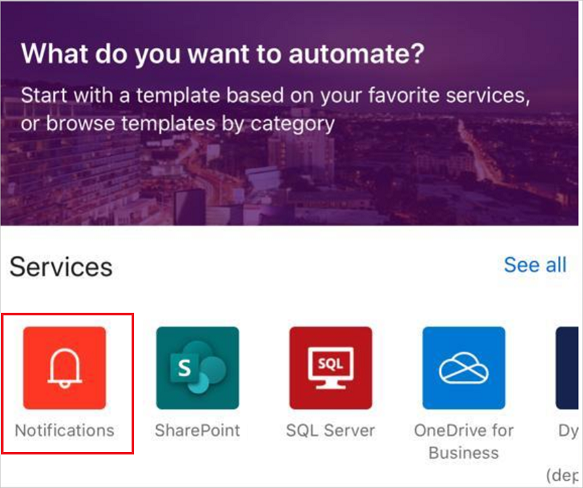 What do you want to automate?
Start with a template based on your favorite services,
or browse templates by category
Services
See all
S
SQL
Notifications
SharePoint
SQL Server
OneDrive for
Business
Dy
(dep